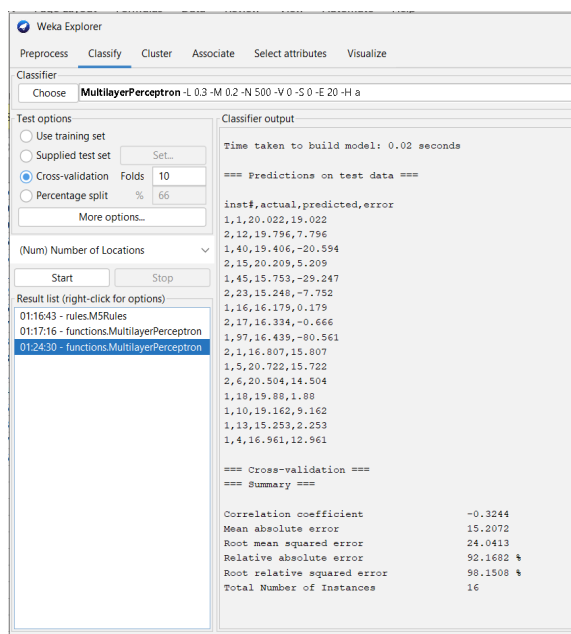 Weka Explorer
Preprocess Classify Cluster Associate Select attributes Visualize
Classifier
Choose MultilayerPerceptron -L 0.3 -M 0.2 -N 500 -V 0 -S 0 -E 20 -H a
Test options
Use training set
Supplied test set Set...
Cross-validation Folds 10
Percentage split % 66
More options...
(Num) Number of Locations
Start Stop
Result list (right-click for options)
01:16:43 - rules.M5Rules
01:17:16 - functions.MultilayerPerceptron
01:24:30 - functions.MultilayerPerceptron
Classifier output
Time taken to build model: 0.02 seconds
=== Predictions on test data ===
inst#,actual,predicted,error
1,1,20.022,19.022
2,12,19.796,7.796
1,40,19.406,-20.594
2,15,20.209,5.209
1,45,15.753,-29.247
2,23,15.248,-7.752
1,16,16.179,0.179
2,17,16.334,-0.666
1,97,16.439,-80.561
2,1,16.807,15.807
1,5,20.722,15.722
2,6,20.504,14.504
1,18,19.88,1.88
1,10,19.162,9.162
1,13,15.253,2.253
1,4,16.961,12.961
=== Cross-validation ===
=== Summary ===
Correlation coefficient -0.3244
Mean absolute error 15.2072
Root mean squared error 24.0413
Relative absolute error 92.1682 %
Root relative squared error 98.1508 %
Total Number of Instances 16